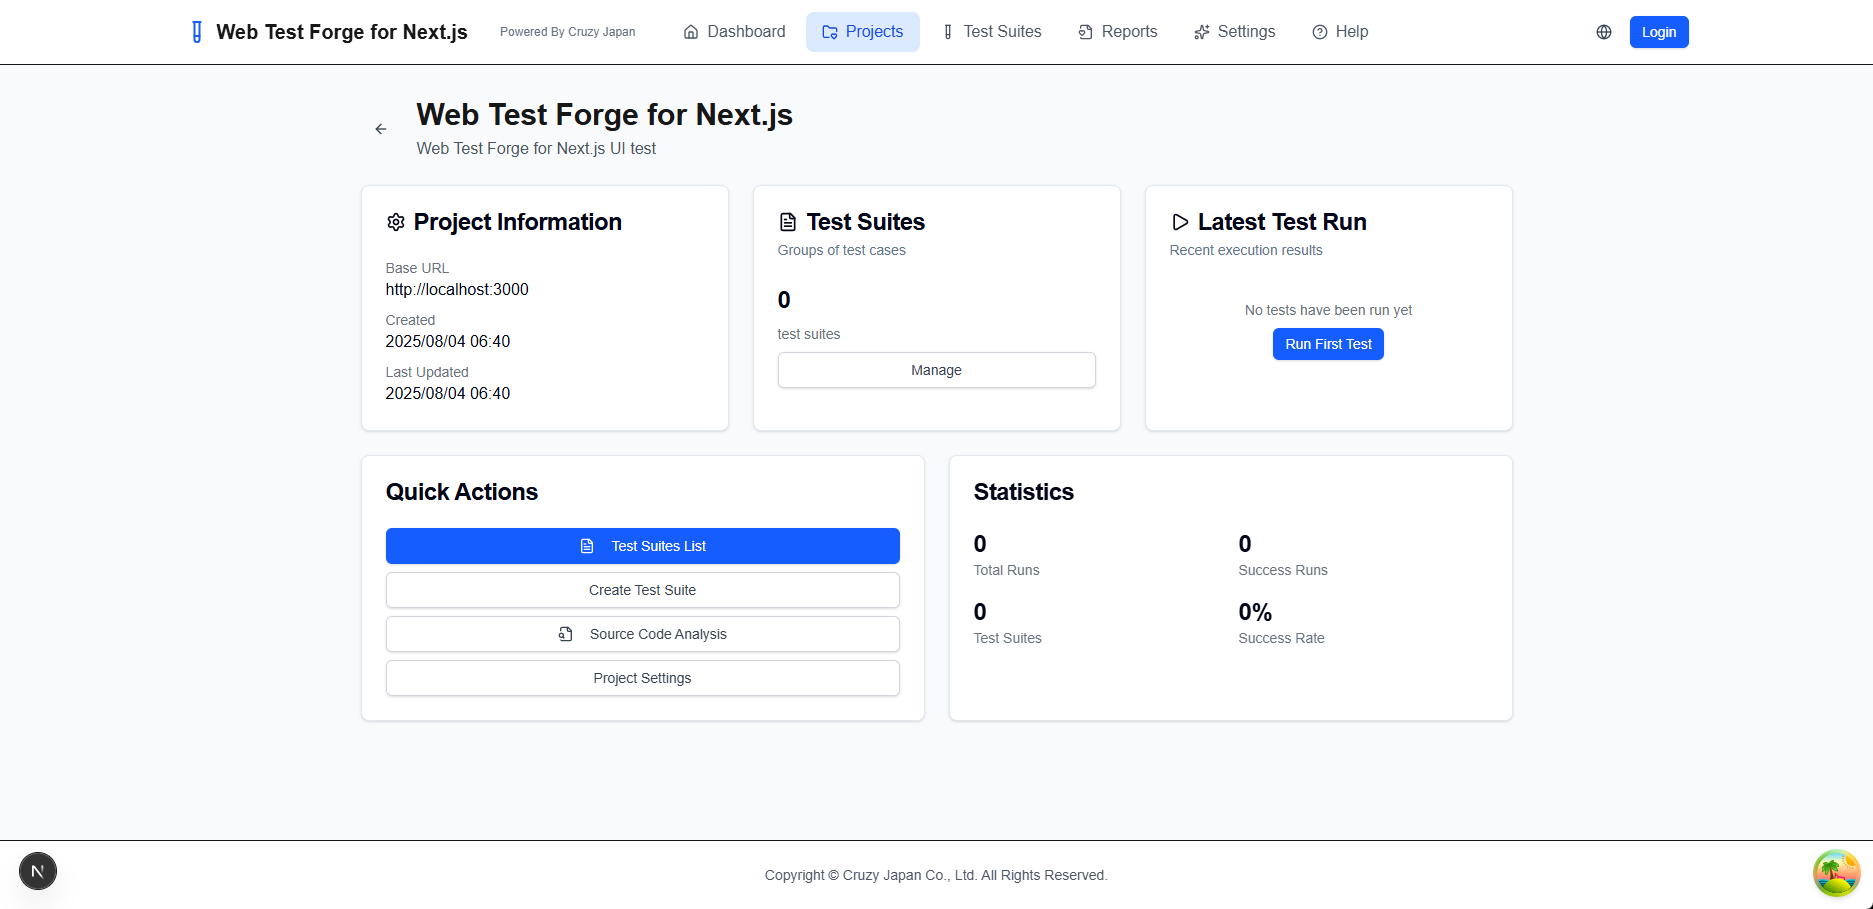 Web Test Forge for Next.js
Powered By Cruzy Japan
Dashboard
Projects
Test Suites
Reports
Settings
Help
Login
Web Test Forge for Next.js
Web Test Forge for Next.js UI test
Project Information
Base URL
http://localhost:3000
Created
2025/08/04 06:40
Last Updated
2025/08/04 06:40
Test Suites
Groups of test cases
0
test suites
Manage
Latest Test Run
Recent execution results
No tests have been run yet
Run First Test
Quick Actions
Test Suites List
Create Test Suite
Source Code Analysis
Project Settings
Statistics
0
Total Runs
0
Success Runs
0
Test Suites
0%
Success Rate
N
Copyright © Cruzy Japan Co., Ltd. All Rights Reserved.